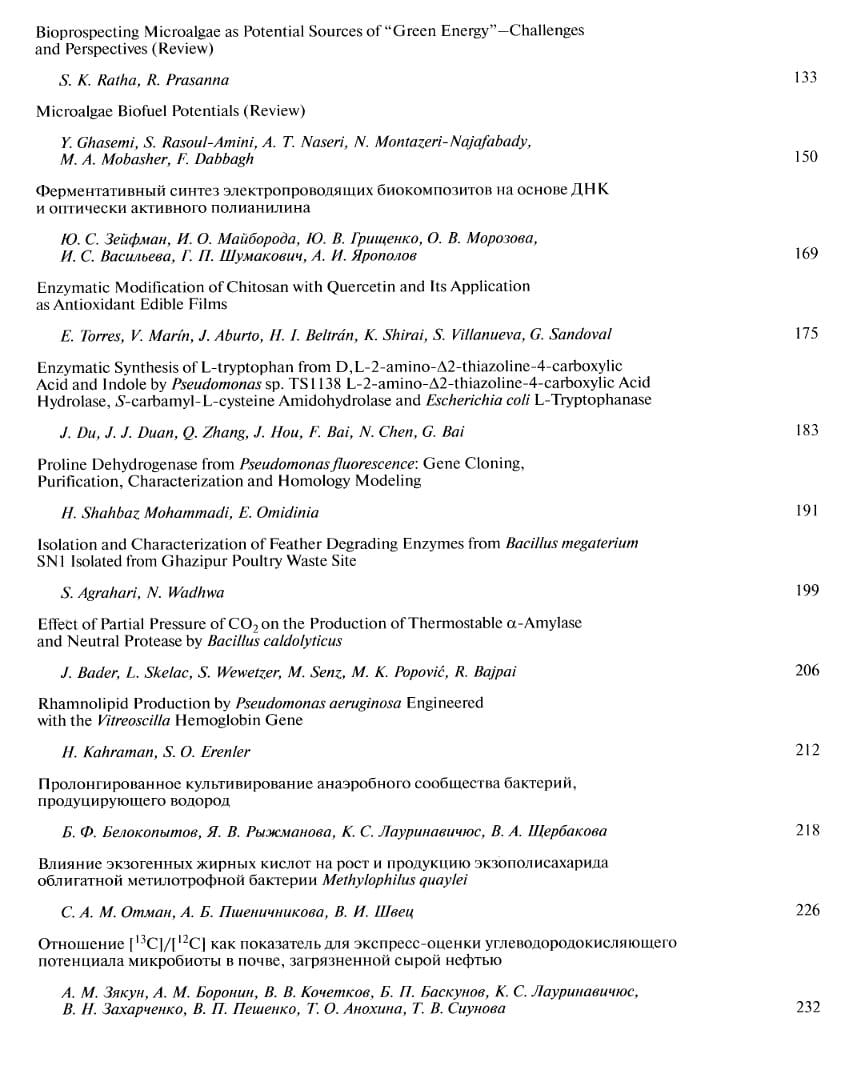 Bioprospecting Microalgae as Potential Sources of “Green Energy”—Challenges
and Perspectives (Review)
S. K. Ratha, R. Prasanna 133
Microalgae Biofuel Potentials (Review)
Y. Ghasemi, S. Rasoul-Amini, A. T. Naseri, N. Montazeri-Najafabady,
M. A. Mobasher, F. Dabbagh 150
Ферментативный синтез электропроводящих биокомпозитов на основе ДНК
и оптически активного полианилина
Ю. С. Зейфман, И. О. Майборода, Ю. В. Грищенко, О. В. Морозова,
И. С. Васильева, Г. П. Шумакович, А. И. Ярополов 169
Enzymatic Modification of Chitosan with Quercetin and Its Application
as Antioxidant Edible Films
E. Torres, V. Marín, J. Aburto, H. I. Beltrán, K. Shirai, S. Villanueva, G. Sandoval 175
Enzymatic Synthesis of L-tryptophan from D,L-2-amino-Δ2-thiazoline-4-carboxylic
Acid and Indole by Pseudomonas sp. TS1138 L-2-amino-Δ2-thiazoline-4-carboxylic Acid
Hydrolase, S-carbamyl-L-cysteine Amidohydrolase and Escherichia coli L-Tryptophanase
J. Du, J. J. Duan, Q. Zhang, J. Hou, F. Bai, N. Chen, G. Bai 183
Proline Dehydrogenase from Pseudomonas fluorescence: Gene Cloning,
Purification, Characterization and Homology Modeling
H. Shahbaz Mohammadi, E. Omidinia 191
Isolation and Characterization of Feather Degrading Enzymes from Bacillus megaterium
SN1 Isolated from Ghazipur Poultry Waste Site
S. Agrahari, N. Wadhwa 199
Effect of Partial Pressure of CO₂ on the Production of Thermostable α-Amylase
and Neutral Protease by Bacillus caldolyticus
J. Bader, L. Skelac, S. Wewetzer, M. Senz, M. K. Popović, R. Bajpai 206
Rhamnolipid Production by Pseudomonas aeruginosa Engineered
with the Vitreoscilla Hemoglobin Gene
H. Kahraman, S. O. Erenler 212
Пролонгированное культивирование анаэробного сообщества бактерий,
продуцирующего водород
Б. Ф. Белокопытов, Я. В. Рыжманова, К. С. Лауринавичюс, В. А. Щербакова 218
Влияние экзогенных жирных кислот на рост и продукцию экзополисахарида
облигатной метилотрофной бактерии Methylophilus quaylei
С. А. М. Отман, А. Б. Пшеничникова, В. И. Швец 226
Отношение [¹³C]/[¹²C] как показатель для экспресс-оценки углеводородокисляющего
потенциала микробиоты в почве, загрязненной сырой нефтью
А. М. Зякун, А. М. Боронин, В. В. Кочетков, Б. П. Баскунов, К. С. Лауринавичюс,
В. Н. Захарченко, В. П. Пешенко, Т. О. Анохина, Т. В. Сиунова 232